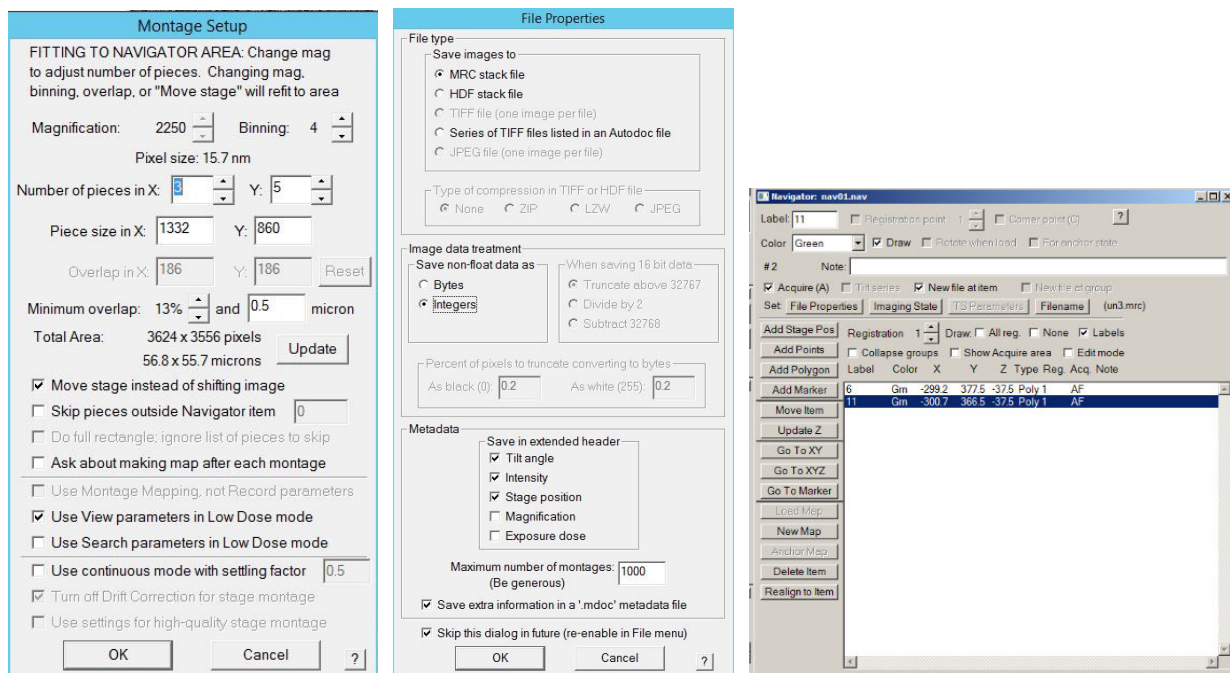 Montage Setup
FITTING TO NAVIGATOR AREA: Change mag
to adjust number of pieces. Changing mag,
binning, overlap, or "Move stage" will refit to area
Magnification: 2250 Binning: 4
Pixel size: 15.7 nm
Number of pieces in X: 3 Y: 5
Piece size in X: 1332 Y: 860
Overlap in X: 186 Y: 186 Reset
Minimum overlap: 13% and 0.5 micron
Total Area: 3624 x 3556 pixels
56.8 x 55.7 microns Update
Move stage instead of shifting image
Skip pieces outside Navigator item 0
Do full rectangle; ignore list of pieces to skip
Ask about making map after each montage
Use Montage Mapping, not Record parameters
Use View parameters in Low Dose mode
Use Search parameters in Low Dose mode
Use continuous mode with settling factor 0.5
Turn off Drift Correction for stage montage
Use settings for high-quality stage montage
OK Cancel ?
File Properties
File type
Save images to
MRC stack file
HDF stack file
TIFF file (one image per file)
Series of TIFF files listed in an Autodoc file
JPEG file (one image per file)
Type of compression in TIFF or HDF file
None ZIP LZW JPEG
Image data treatment
Save non-float data as
Bytes
Integers
When saving 16 bit data
Truncate above 32767
Divide by 2
Subtract 32768
Percent of pixels to truncate converting to bytes
As black (0): 0.2 As white (255): 0.2
Metadata
Save in extended header
Tilt angle
Intensity
Stage position
Magnification
Exposure dose
Maximum number of montages: 1000
(Be generous)
Save extra information in a '.mdoc' metadata file
Skip this dialog in future (re-enable in File menu)
OK Cancel ?
Navigator: nav01.nav
Label: 11 Registration point 1 Corner point (C) ?
Color Green Draw Rotate when load For anchor state
#2 Note:
Acquire (A) Tilt series New file at item New file at group
Set: File Properties Imaging State TS Parameters Filename (un3.mrc)
Add Stage Pos Registration 1 Draw: All reg. None Labels
Add Points Collapse groups Show Acquire area Edit mode
Add Polygon Label Color X Y Z Type Reg. Acq. Note
Add Marker 6 Grn -299.2 377.5 -37.5 Poly 1 AF
11 Grn -300.7 366.5 -37.5 Poly 1 AF
Move Item
Update Z
Go To XY
Go To XYZ
Go To Marker
Load Map
New Map
Anchor Map
Delete Item
Realign to Item